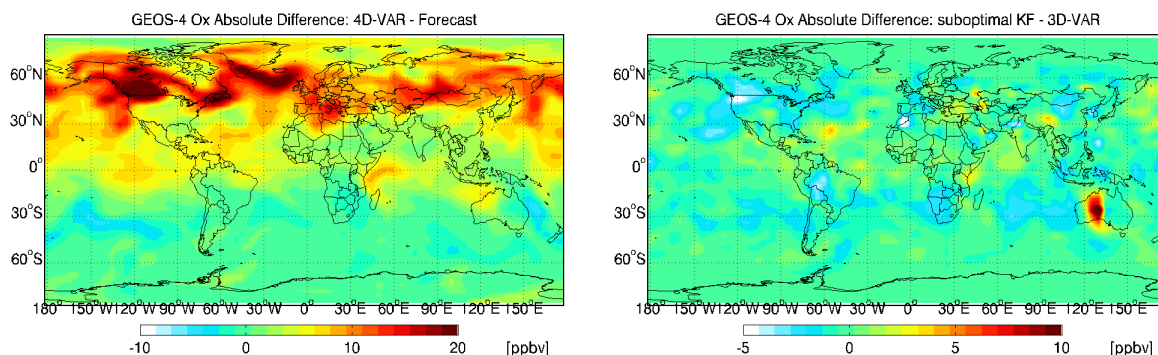 GEOS-4 Ox Absolute Difference: 4D-VAR - Forecast
60°N
30°N
0°
30°S
60°S
180° 150°W 120°W 90°W 60°W 30°W 0° 30°E 60°E 90°E 120°E 150°E
-10 0 10 20 [ppbv]
GEOS-4 Ox Absolute Difference: suboptimal KF - 3D-VAR
60°N
30°N
0°
30°S
60°S
180° 150°W 120°W 90°W 60°W 30°W 0° 30°E 60°E 90°E 120°E 150°E
-5 0 5 10 [ppbv]